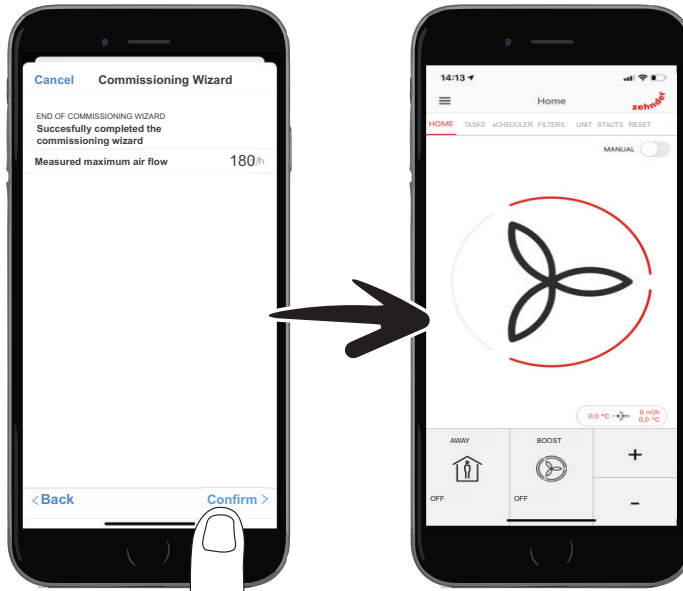 Cancel Commissioning Wizard
END OF COMMISSIONING WIZARD
Succesfully completed the
commissioning wizard
Measured maximum air flow 180/h
<Back Confirm >
14:13
Home zehnder
HOME TASKS sCHEDULER FILTERS UNIT STAUTS RESET
MANUAL
0,0 °C 0 m³/h
0,0 °C
AWAY BOOST +
OFF OFF -